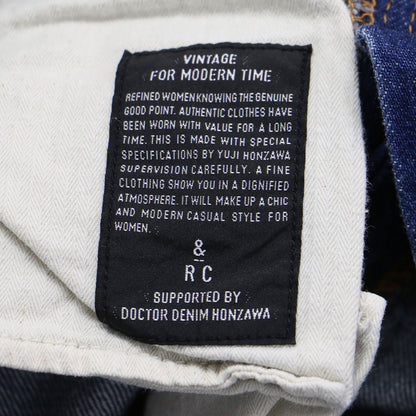 VINTAGE
FOR MODERN TIME
REFINED WOMEN KNOWING THE GENUINE
GOOD POINT. AUTHENTIC CLOTHES HAVE
BEEN WORN WITH VALUE FOR A LONG
TIME. THIS IS MADE WITH SPECIAL
SPECIFICATIONS BY YUJI HONZAWA
SUPERVISION CAREFULLY. A FINE
CLOTHING SHOW YOU IN A DIGNIFIED
ATMOSPHERE. IT WILL MAKE UP A CHIC
AND MODERN CASUAL STYLE FOR
WOMEN.
&
RC
SUPPORTED BY
DOCTOR DENIM HONZAWA